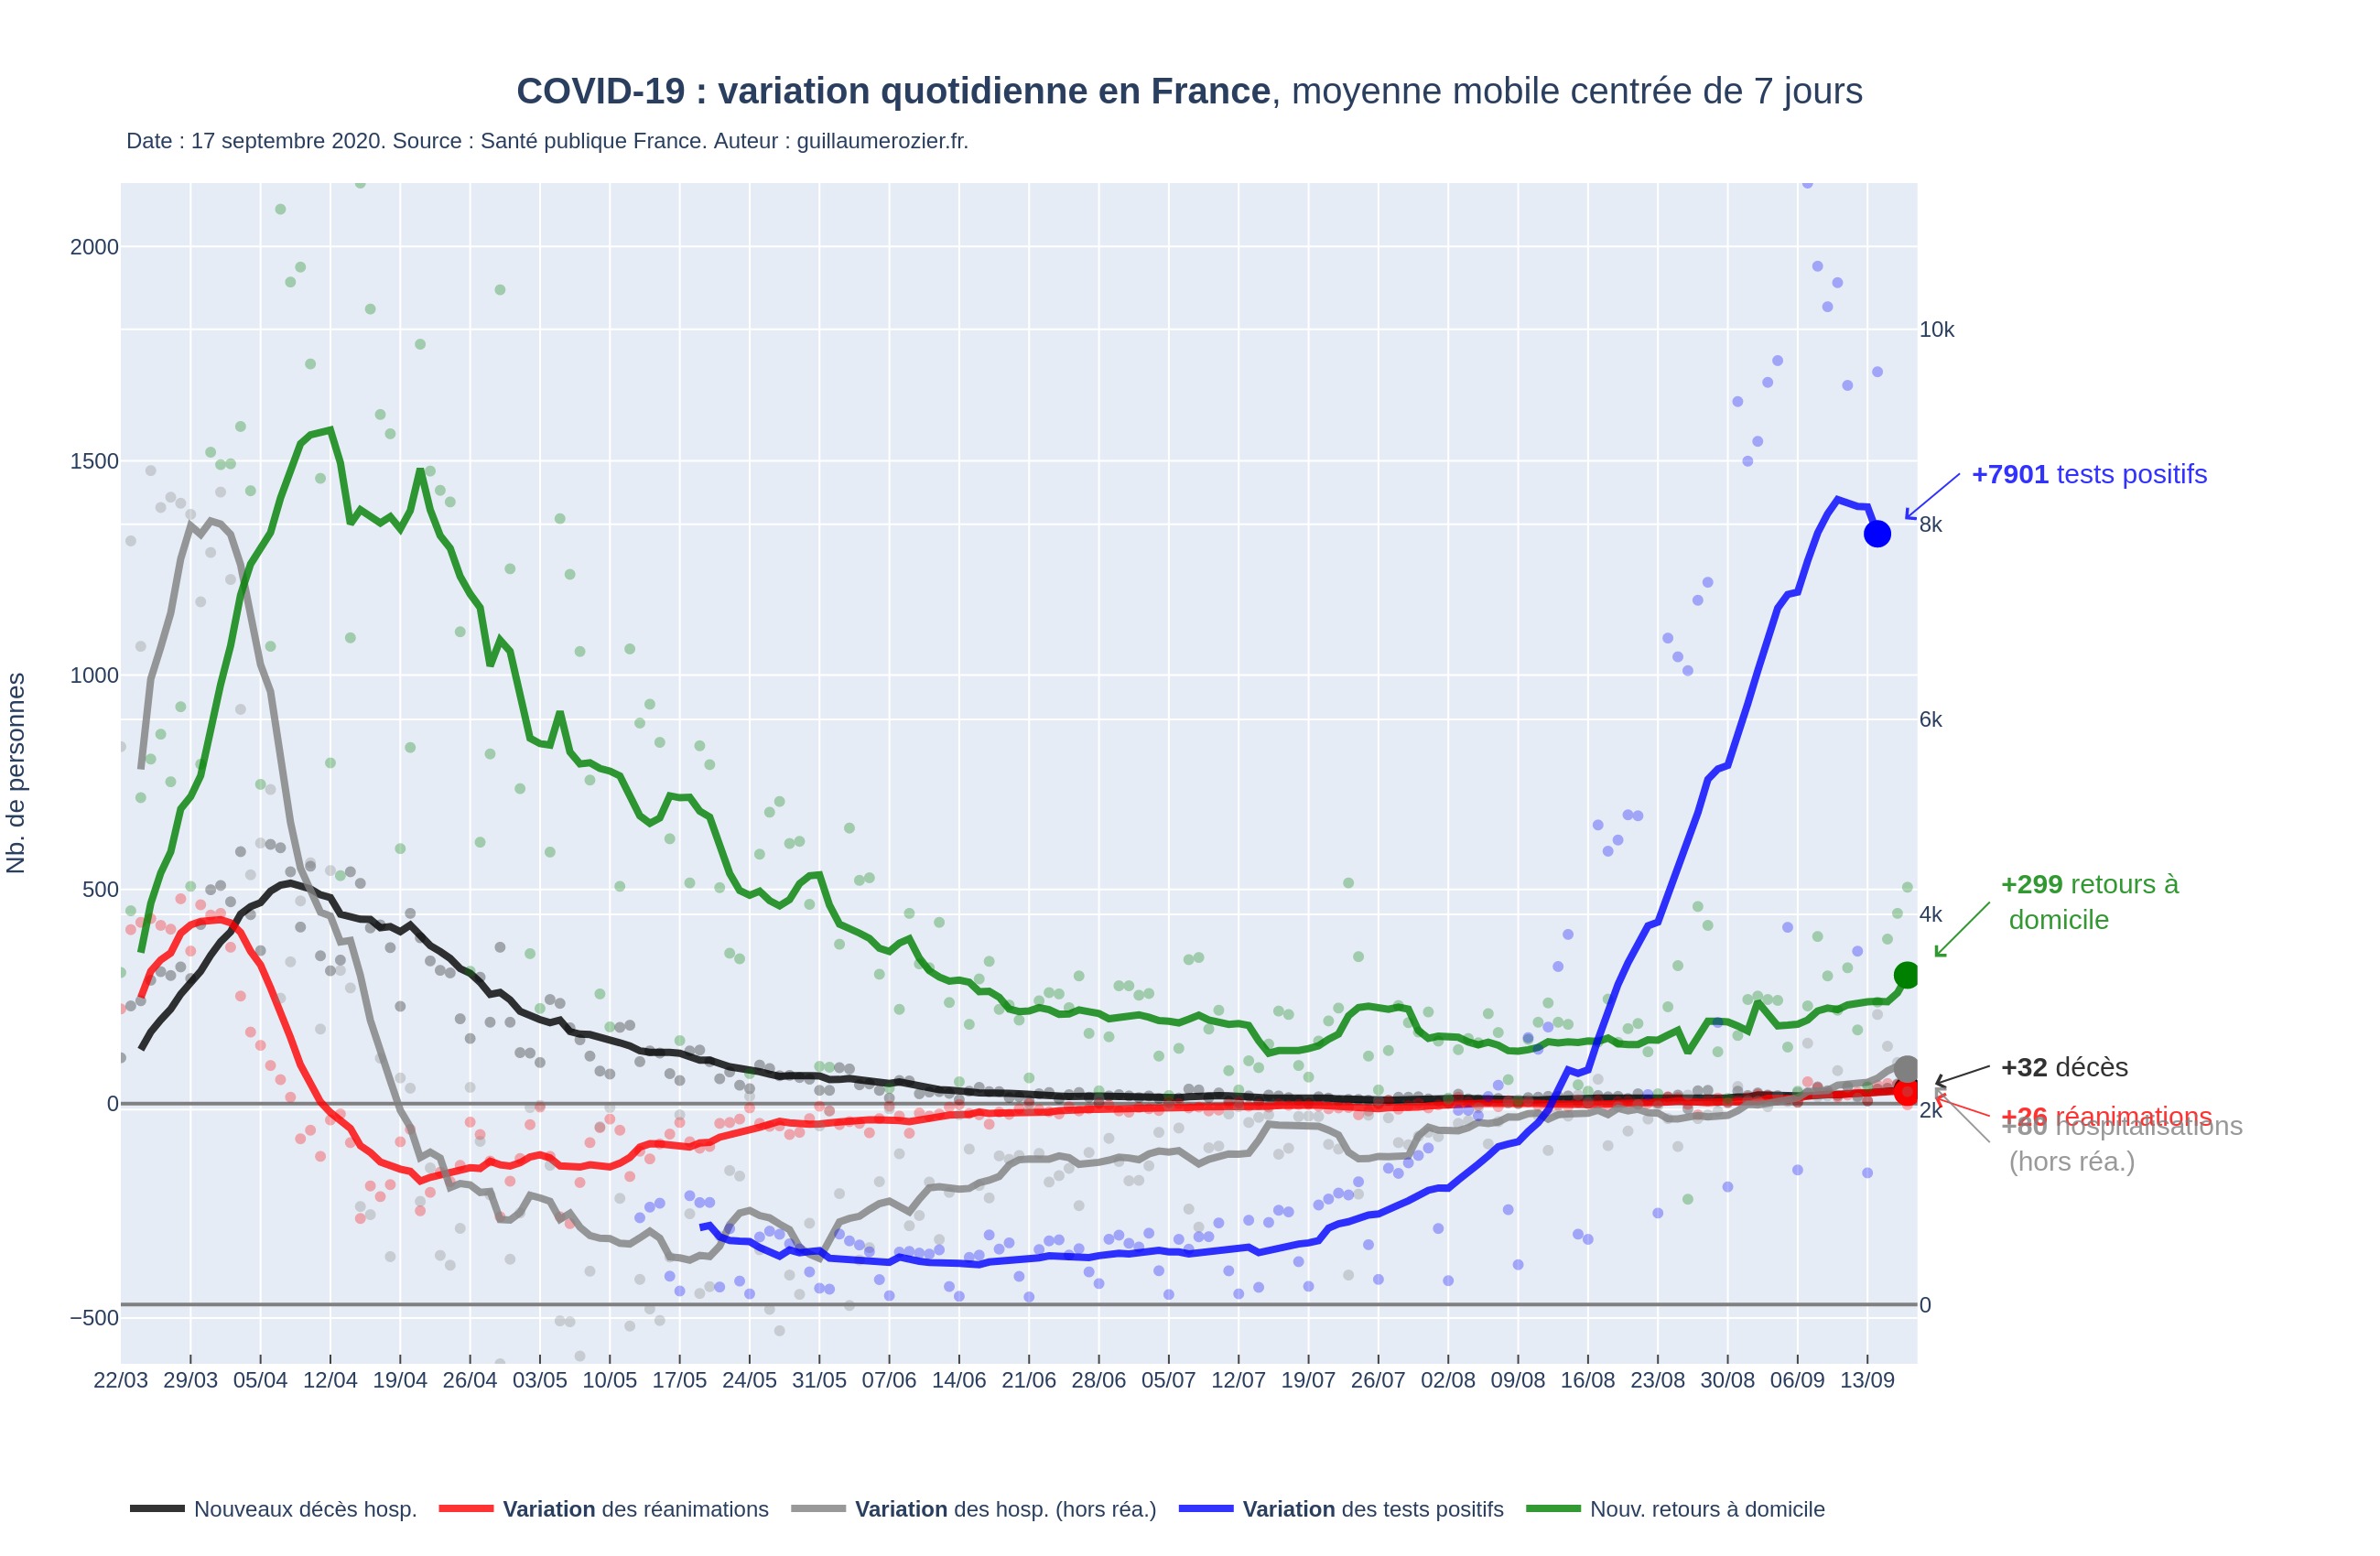 COVID-19 : variation quotidienne en France, moyenne mobile centrée de 7 jours
Date : 17 septembre 2020. Source : Santé publique France. Auteur : guillaumerozier.fr.
Nb. de personnes
2000
1500
1000
500
0
−500
10k
8k
6k
4k
2k
0
+7901 tests positifs
+299 retours à
domicile
+32 décès
+26 réanimations
+80 hospitalisations
(hors réa.)
22/03 29/03 05/04 12/04 19/04 26/04 03/05 10/05 17/05 24/05 31/05 07/06 14/06 21/06 28/06 05/07 12/07 19/07 26/07 02/08 09/08 16/08 23/08 30/08 06/09 13/09
Nouveaux décès hosp. Variation des réanimations Variation des hosp. (hors réa.) Variation des tests positifs Nouv. retours à domicile